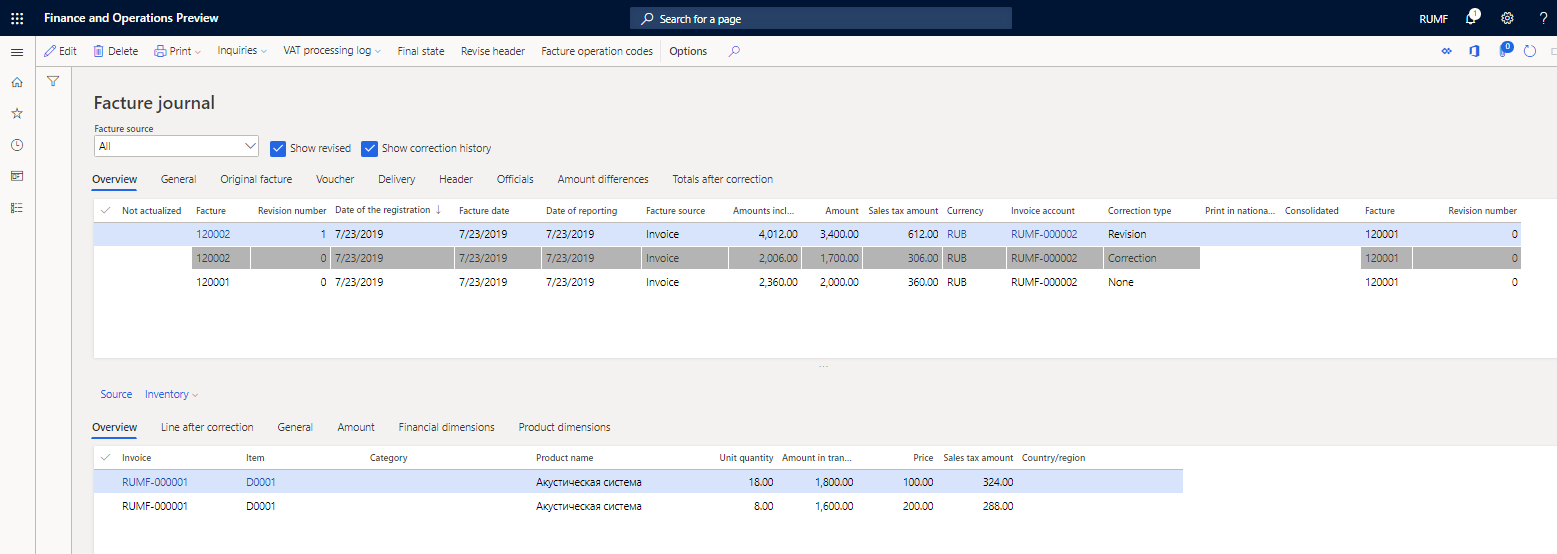 Finance and Operations Preview Search for a page RUMF 1 ?
Edit Delete Print Inquiries VAT processing log Final state Revise header Facture operation codes Options 0
Facture journal
Facture source
All Show revised Show correction history
Overview General Original facture Voucher Delivery Header Officials Amount differences Totals after correction
Not actualized Facture Revision number Date of the registration ↓ Facture date Date of reporting Facture source Amounts incl... Amount Sales tax amount Currency Invoice account Correction type Print in nationa... Consolidated Facture Revision number
120002 1 7/23/2019 7/23/2019 7/23/2019 Invoice 4,012.00 3,400.00 612.00 RUB RUMF-000002 Revision 120001 0
120002 0 7/23/2019 7/23/2019 7/23/2019 Invoice 2,006.00 1,700.00 306.00 RUB RUMF-000002 Correction 120001 0
120001 0 7/23/2019 7/23/2019 7/23/2019 Invoice 2,360.00 2,000.00 360.00 RUB RUMF-000002 None 120001 0
...
Source Inventory
Overview Line after correction General Amount Financial dimensions Product dimensions
Invoice Item Category Product name Unit quantity Amount in tran... Price Sales tax amount Country/region
RUMF-000001 D0001 Акустическая система 18.00 1,800.00 100.00 324.00
RUMF-000001 D0001 Акустическая система 8.00 1,600.00 200.00 288.00